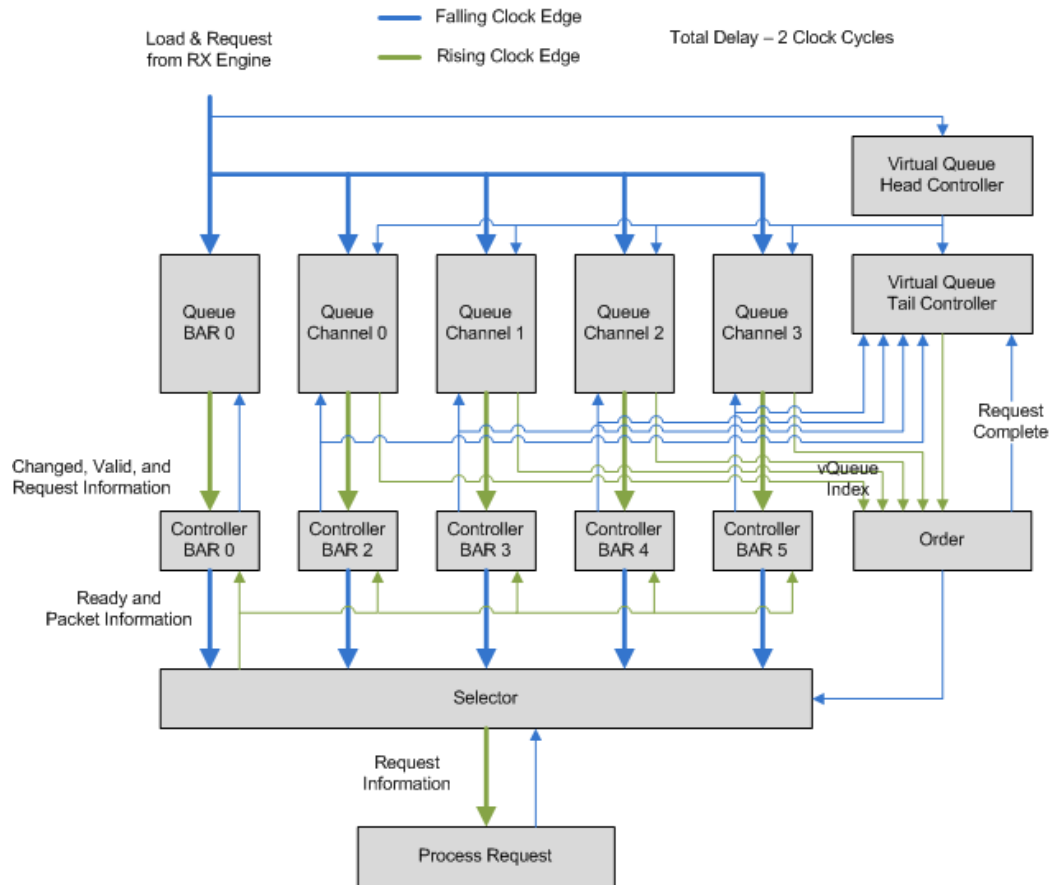 Falling Clock Edge
Load & Request
from RX Engine
Total Delay – 2 Clock Cycles
Rising Clock Edge
Virtual Queue
Head Controller
Queue
BAR 0
Queue
Channel 0
Queue
Channel 1
Queue
Channel 2
Queue
Channel 3
Virtual Queue
Tail Controller
Request
Complete
Changed, Valid, and
Request Information
vQueue
Index
Controller
BAR 0
Controller
BAR 2
Controller
BAR 3
Controller
BAR 4
Controller
BAR 5
Order
Ready and
Packet Information
Selector
Request
Information
Process Request